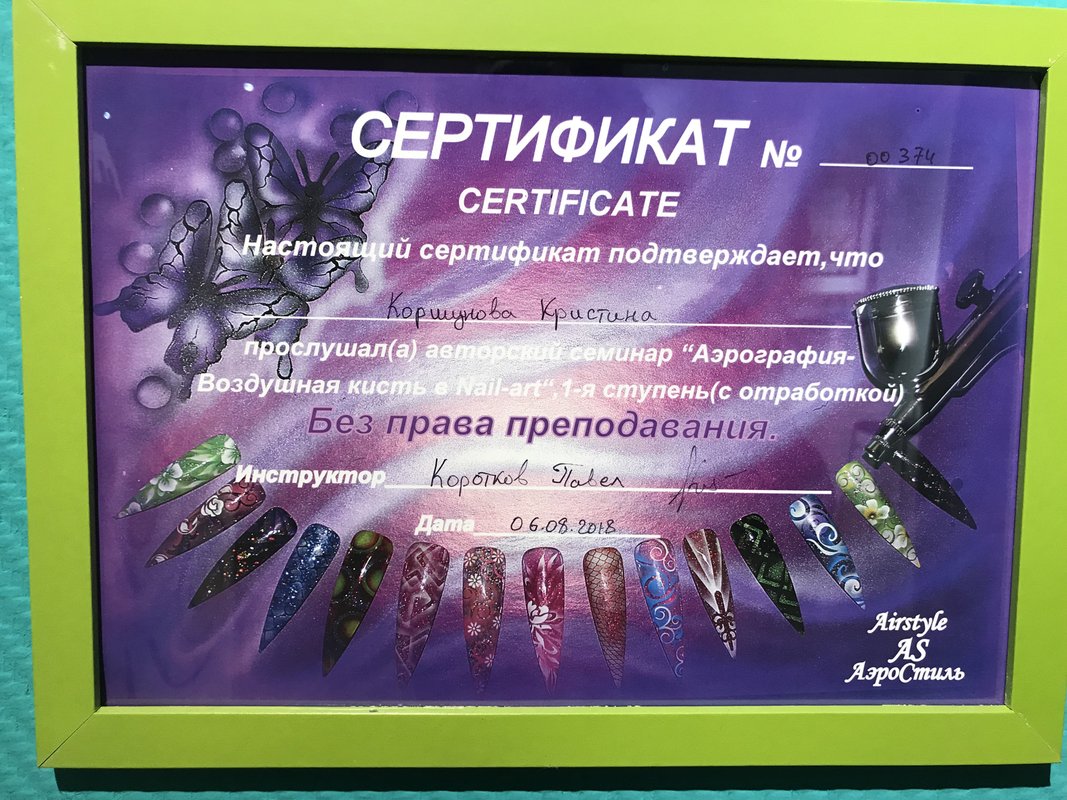 СЕРТИФИКАТ № 00374
CERTIFICATE
Настоящий сертификат подтверждает,что
Коршунова Кристина
прослушал(а) авторский семинар “Аэрография-
Воздушная кисть в Nail-art“,1-я ступень(с отработкой)
Без права преподавания.
Инструктор Коротков Павел
Дата 06.08.2018
Airstyle
AS
АэроСтиль